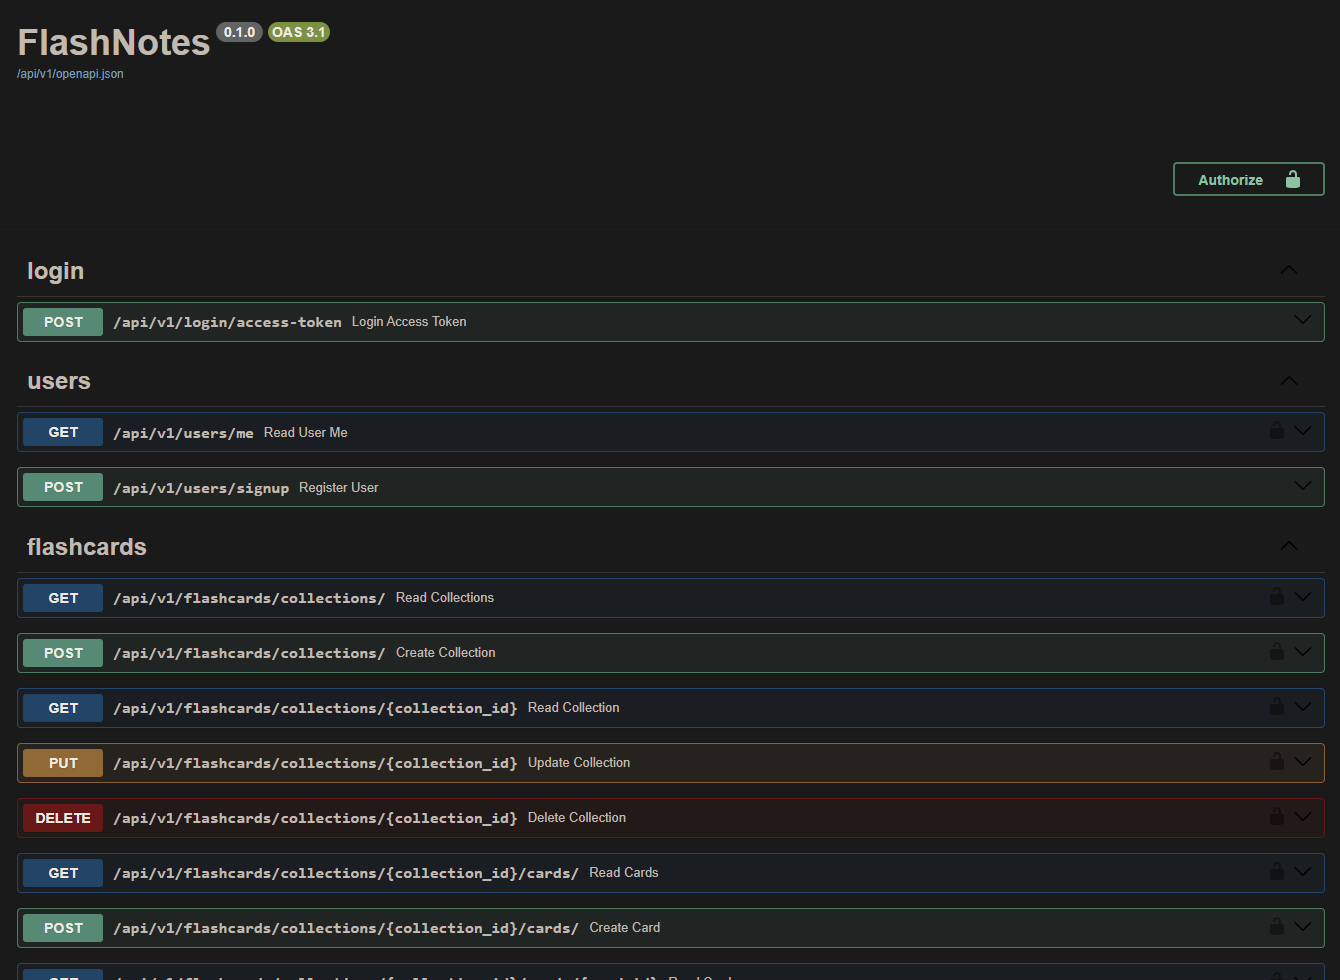 FlashNotes 0.1.0 OAS 3.1
/api/v1/openapi.json
Authorize
login
POST /api/v1/login/access-token Login Access Token
users
GET /api/v1/users/me Read User Me
POST /api/v1/users/signup Register User
flashcards
GET /api/v1/flashcards/collections/ Read Collections
POST /api/v1/flashcards/collections/ Create Collection
GET /api/v1/flashcards/collections/{collection_id} Read Collection
PUT /api/v1/flashcards/collections/{collection_id} Update Collection
DELETE /api/v1/flashcards/collections/{collection_id} Delete Collection
GET /api/v1/flashcards/collections/{collection_id}/cards/ Read Cards
POST /api/v1/flashcards/collections/{collection_id}/cards/ Create Card